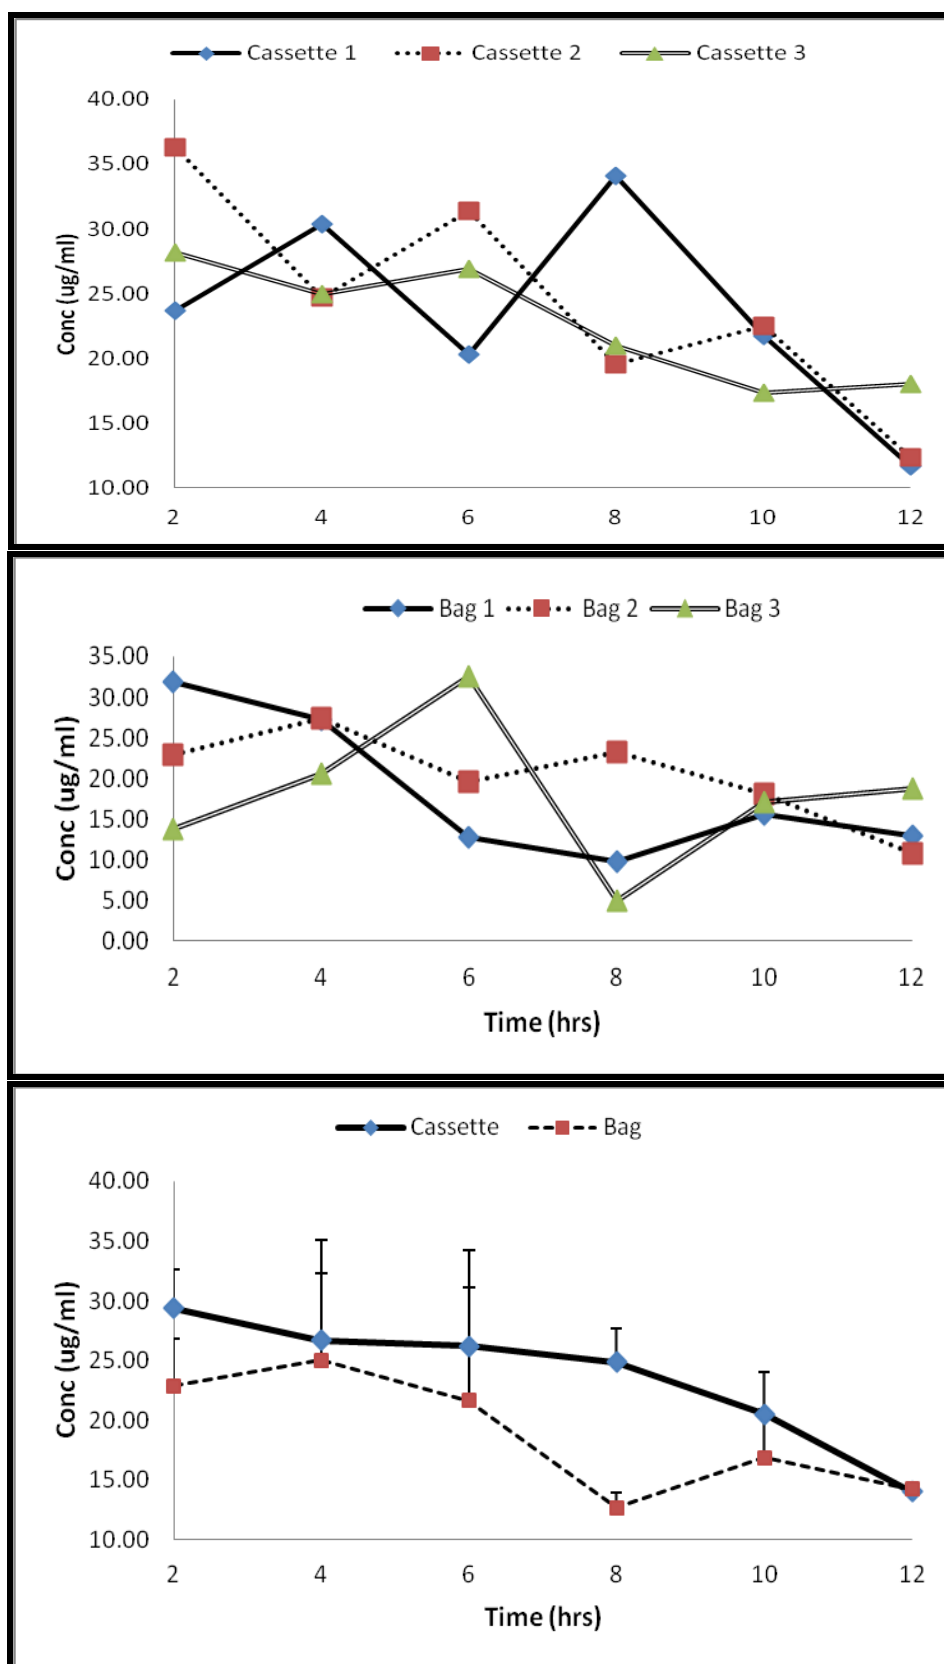 Cassette 1 Cassette 2 Cassette 3
40.00
35.00
30.00
25.00
20.00
15.00
10.00
Conc (ug/ml)
2 4 6 8 10 12
Bag 1 Bag 2 Bag 3
35.00
30.00
25.00
20.00
15.00
10.00
5.00
0.00
Conc (ug/ml)
2 4 6 8 10 12
Time (hrs)
Cassette Bag
40.00
35.00
30.00
25.00
20.00
15.00
10.00
Conc (ug/ml)
2 4 6 8 10 12
Time (hrs)